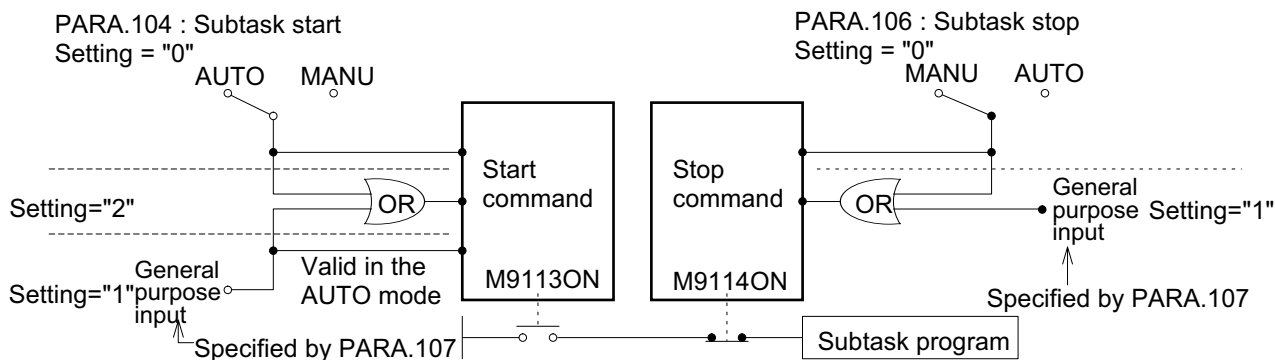 PARA.104 : Subtask start
Setting = "0"
AUTO MANU
PARA.106 : Subtask stop
Setting = "0"
MANU AUTO
Start
command
M9113ON
Stop
command
M9114ON
OR
OR
Setting="2"
Setting="1"
General
purpose
input
Valid in the
AUTO mode
Specified by PARA.107
General
purpose
input
Setting="1"
Specified by PARA.107
Subtask program